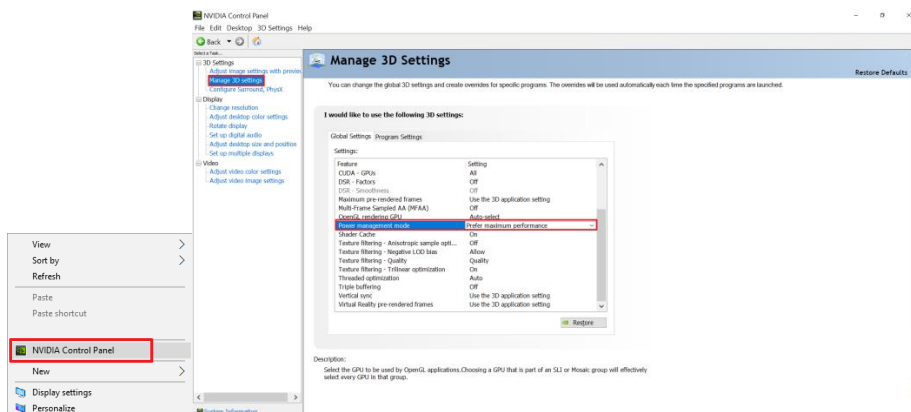 NVIDIA Control Panel
File Edit Desktop 3D Settings Help
Back
Select a Task...
3D Settings
Adjust image settings with preview
Manage 3D settings
Configure Surround, PhysX
Display
Change resolution
Adjust desktop color settings
Rotate display
Set up digital audio
Adjust desktop size and position
Set up multiple displays
Video
Adjust video color settings
Adjust video image settings
System Information
Manage 3D Settings
Restore Defaults
You can change the global 3D settings and create overrides for specific programs. The overrides will be used automatically each time the specified programs are launched.
I would like to use the following 3D settings:
Global Settings Program Settings
Settings:
Feature Setting
CUDA - GPUs All
DSR - Factors Off
DSR - Smoothness Off
Maximum pre-rendered frames Use the 3D application setting
Multi-Frame Sampled AA (MFAA) Off
OpenGL rendering GPU Auto-select
Power management mode Prefer maximum performance
Shader Cache On
Texture filtering - Anisotropic sample opti... Off
Texture filtering - Negative LOD bias Allow
Texture filtering - Quality Quality
Texture filtering - Trilinear optimization On
Threaded optimization Auto
Triple buffering Off
Vertical sync Use the 3D application setting
Virtual Reality pre-rendered frames Use the 3D application setting
Restore
Description:
Select the GPU to be used by OpenGL applications.Choosing a GPU that is part of an SLI or Mosaic group will effectively
select every GPU in that group.
View
Sort by
Refresh
Paste
Paste shortcut
NVIDIA Control Panel
New
Display settings
Personalize